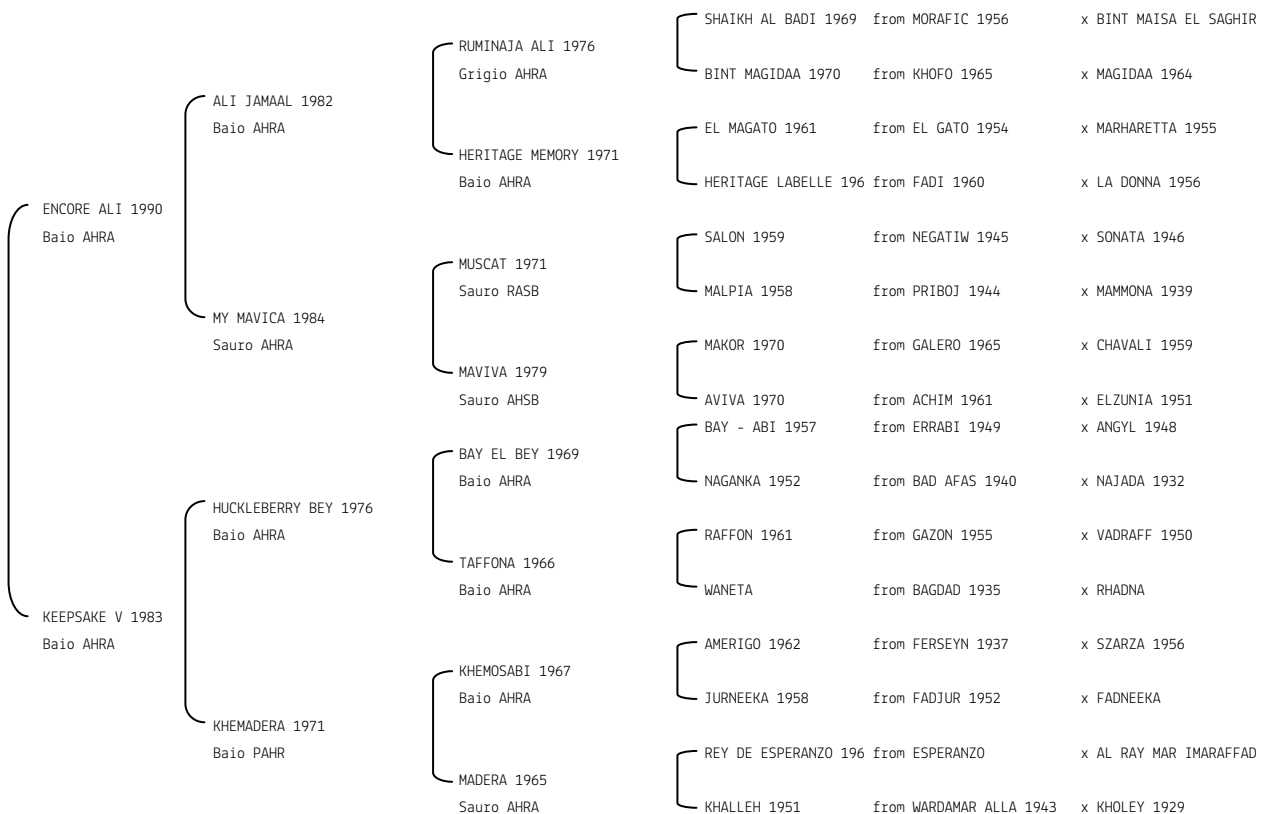 SHAIKH AL BADI 1969 from MORAFIC 1956 x BINT MAISA EL SAGHIR
RUMINAJA ALI 1976
Grigio AHRA BINT MAGIDAA 1970 from KHOFO 1965 x MAGIDAA 1964
ALI JAMAAL 1982
Baio AHRA EL MAGATO 1961 from EL GATO 1954 x MARHARETTA 1955
HERITAGE MEMORY 1971
Baio AHRA HERITAGE LABELLE 196 from FADI 1960 x LA DONNA 1956
ENCORE ALI 1990
Baio AHRA SALON 1959 from NEGATIW 1945 x SONATA 1946
MUSCAT 1971
Sauro RASB MALPIA 1958 from PRIBOJ 1944 x MAMMONA 1939
MY MAVICA 1984
Sauro AHRA MAKOR 1970 from GALERO 1965 x CHAVALI 1959
MAVIVA 1979
Sauro AHSB AVIVA 1970 from ACHIM 1961 x ELZUNIA 1951
BAY - ABI 1957 from ERRABI 1949 x ANGYL 1948
BAY EL BEY 1969
Baio AHRA NAGANKA 1952 from BAD AFAS 1940 x NAJADA 1932
HUCKLEBERRY BEY 1976
Baio AHRA RAFFON 1961 from GAZON 1955 x VADRAFF 1950
TAFFONA 1966
Baio AHRA WANETA from BAGDAD 1935 x RHADNA
KEEPSAKE V 1983
Baio AHRA AMERIGO 1962 from FERSEYN 1937 x SZARZA 1956
KHEMOSABI 1967
Baio AHRA JURNEEKA 1958 from FADJUR 1952 x FADNEEKA
KHEMADERA 1971
Baio PAHR REY DE ESPERANZO 196 from ESPERANZO x AL RAY MAR IMARAFFAD
MADERA 1965
Sauro AHRA KHALLEH 1951 from WARDAMAR ALLA 1943 x KHOLEY 1929